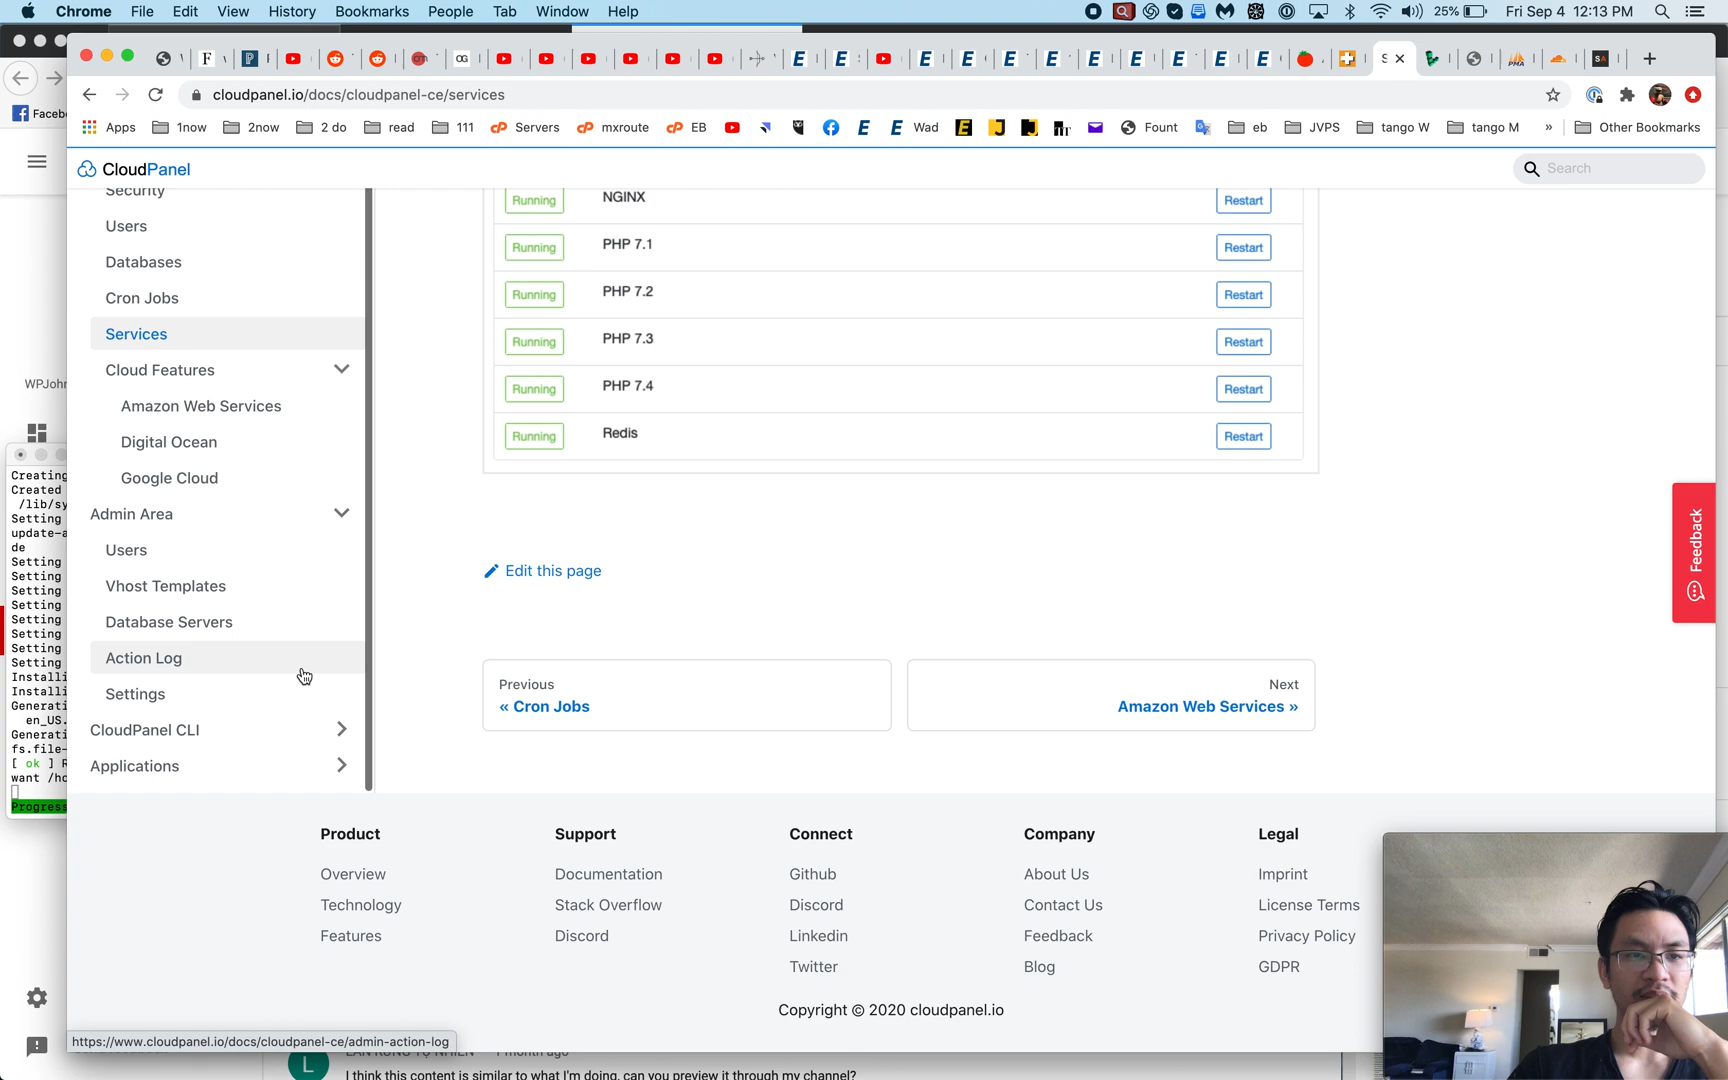 Chrome File Edit View History Bookmarks People Tab Window Help 25% Fri Sep 4 12:13 PM
cloudpanel.io/docs/cloudpanel-ce/services
Apps 1now 2now 2 do read 111 Servers mxroute EB Wad Fount eb JVPS tango W tango M » Other Bookmarks
CloudPanel
Search
Security
Users
Databases
Cron Jobs
Services
Cloud Features
Amazon Web Services
Digital Ocean
Google Cloud
Admin Area
Users
Vhost Templates
Database Servers
Action Log
Settings
CloudPanel CLI
Applications
Running NGINX Restart
Running PHP 7.1 Restart
Running PHP 7.2 Restart
Running PHP 7.3 Restart
Running PHP 7.4 Restart
Running Redis Restart
Edit this page
Previous
« Cron Jobs
Next
Amazon Web Services »
Feedback
Product
Overview
Technology
Features
Support
Documentation
Stack Overflow
Discord
Connect
Github
Discord
Linkedin
Twitter
Company
About Us
Contact Us
Feedback
Blog
Legal
Imprint
License Terms
Privacy Policy
GDPR
Copyright © 2020 cloudpanel.io
https://www.cloudpanel.io/docs/cloudpanel-ce/admin-action-log
Faceb
WPJohn
Creating
Created
/lib/sy
Setting
update-a
de
Setting
Setting
Setting
Setting
Setting
Setting
Setting
Setting
Installi
Installi
Generati
en_US.
Generati
fs.file-
[ ok ] R
want /ho
Progress
L
I think this content is similar to what I'm doing, can you preview it through my channel?